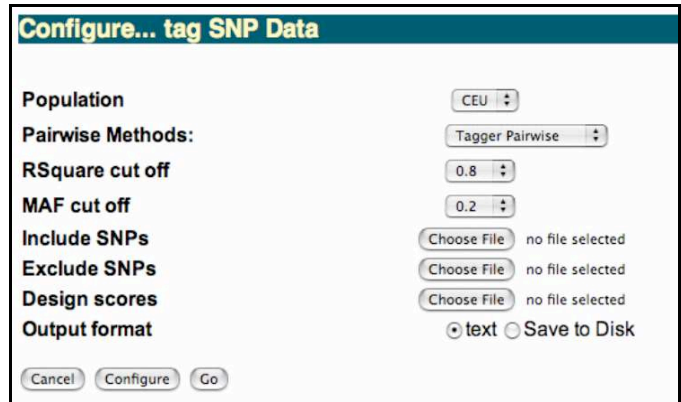 Configure... tag SNP Data
Population CEU
Pairwise Methods: Tagger Pairwise
RSquare cut off 0.8
MAF cut off 0.2
Include SNPs Choose File no file selected
Exclude SNPs Choose File no file selected
Design scores Choose File no file selected
Output format text Save to Disk
Cancel Configure Go